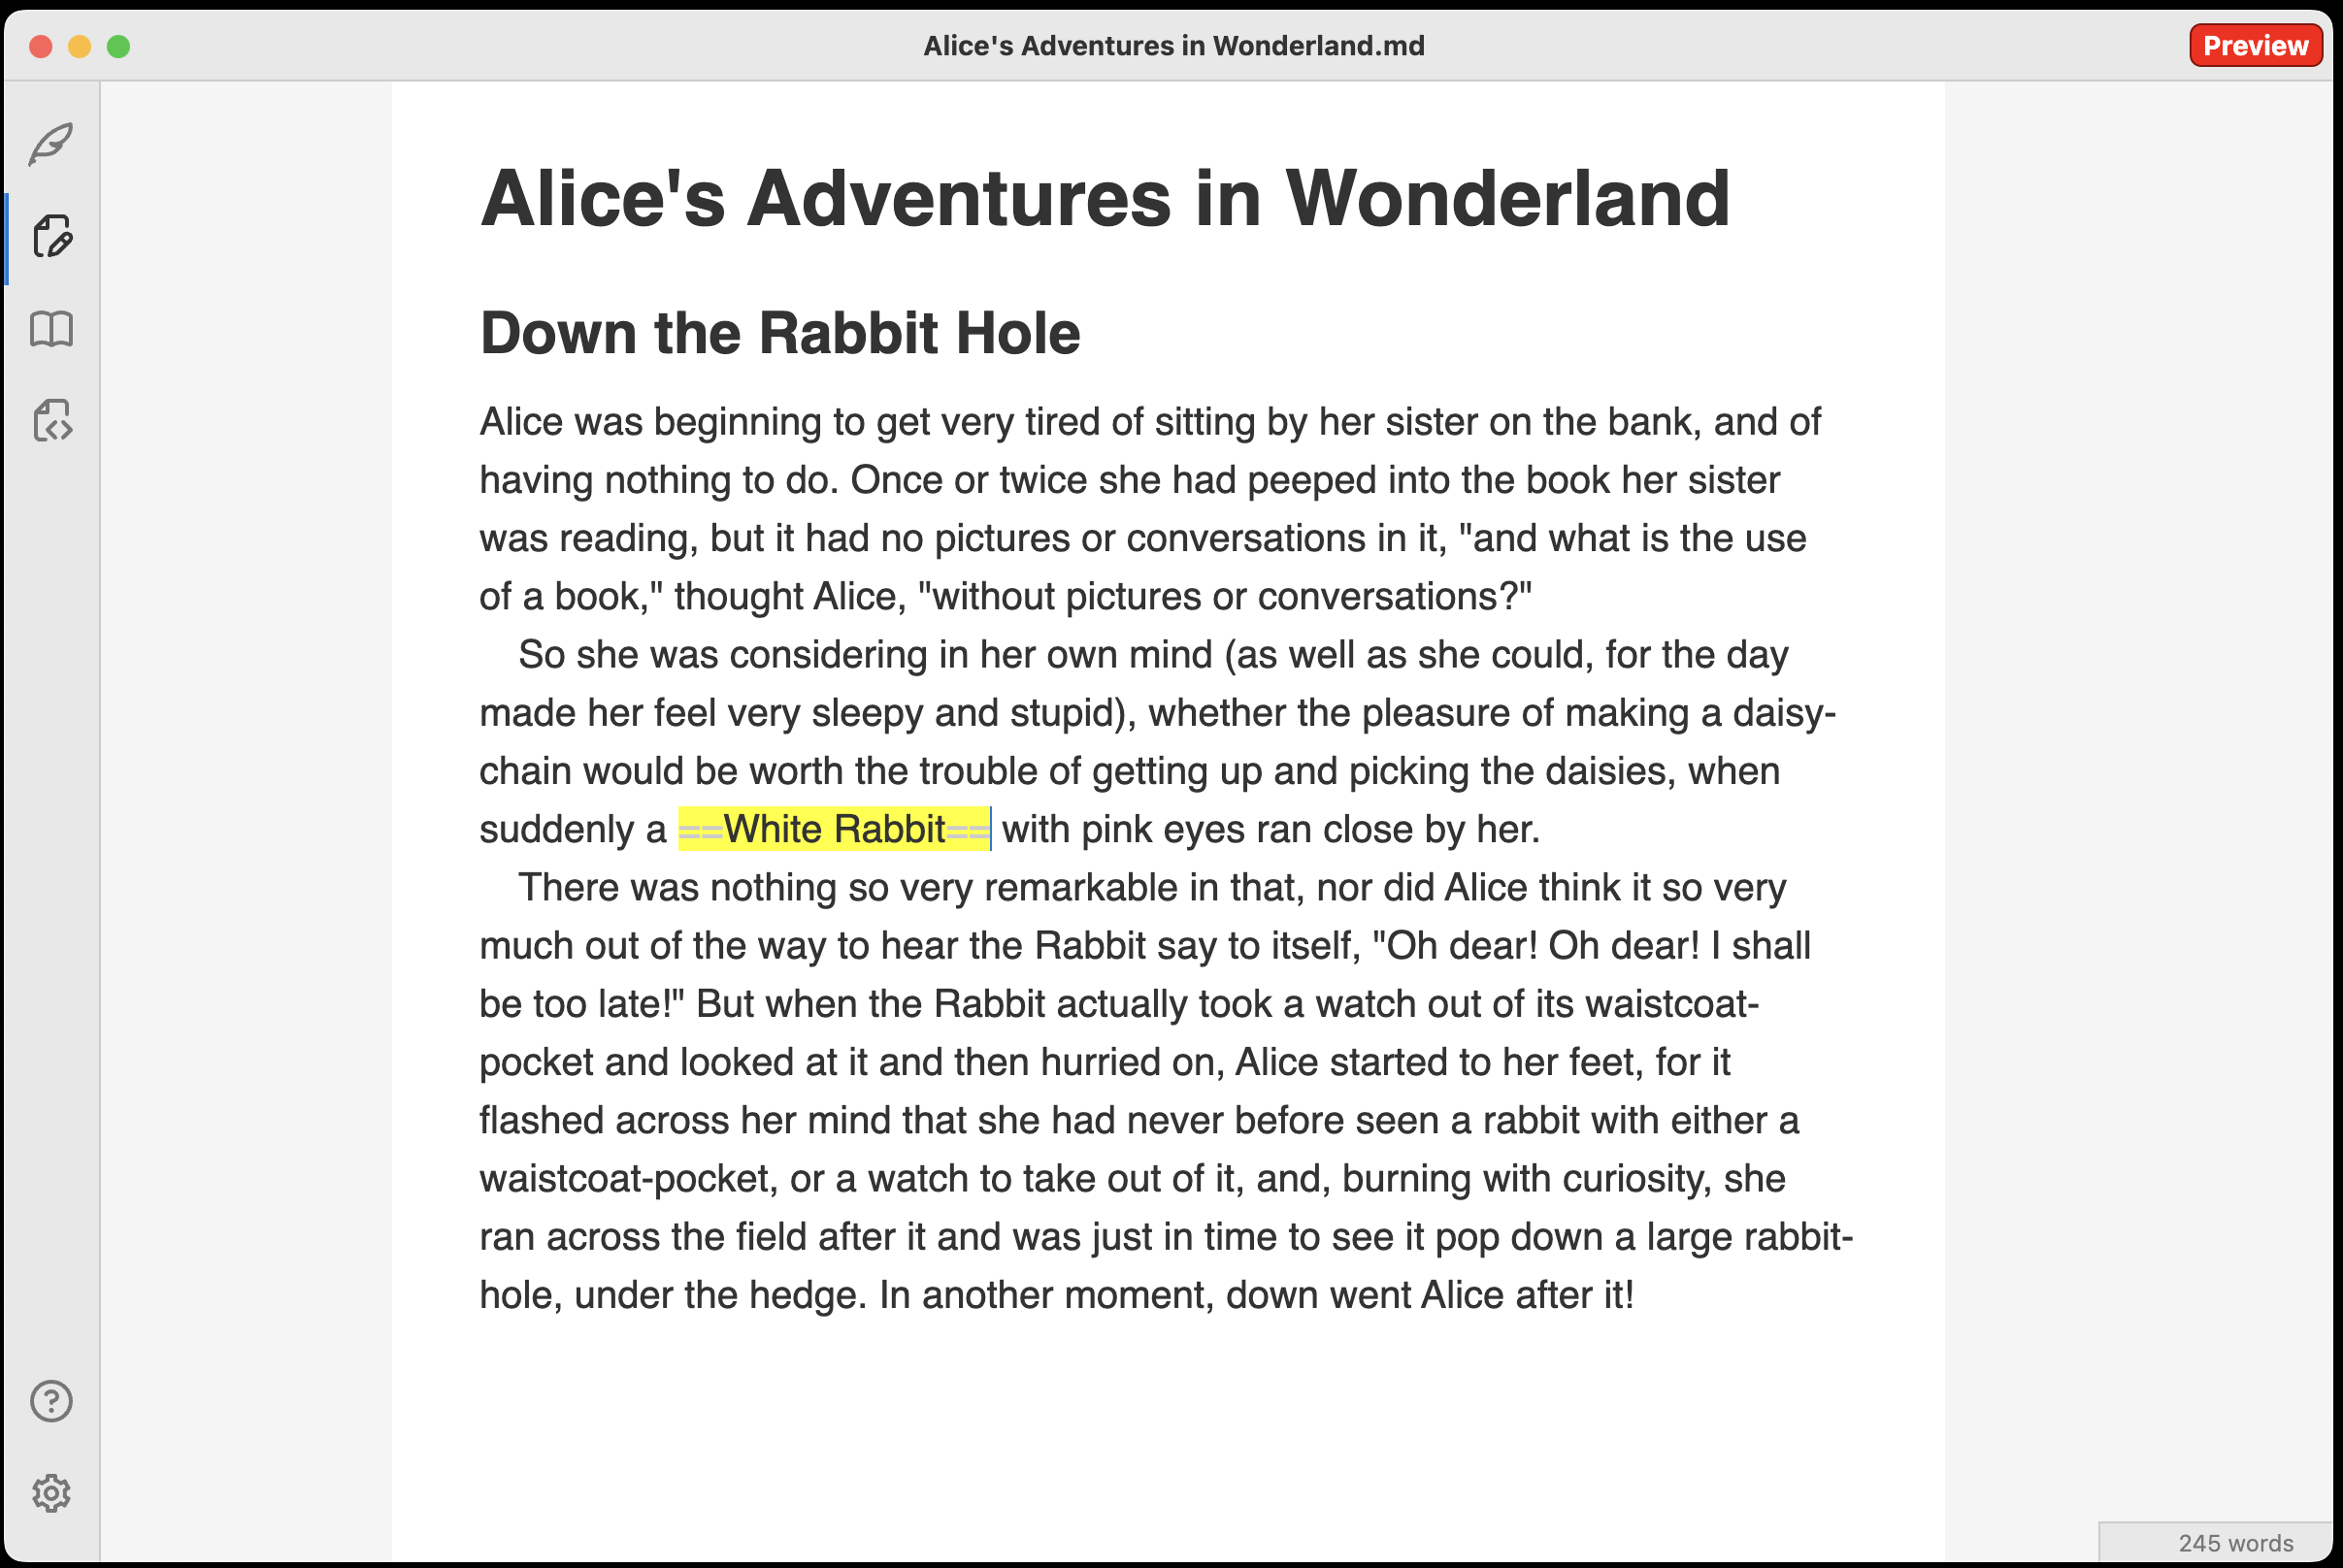 Alice's Adventures in Wonderland.md
Preview
Alice's Adventures in Wonderland
Down the Rabbit Hole
Alice was beginning to get very tired of sitting by her sister on the bank, and of
having nothing to do. Once or twice she had peeped into the book her sister
was reading, but it had no pictures or conversations in it, "and what is the use
of a book," thought Alice, "without pictures or conversations?"
So she was considering in her own mind (as well as she could, for the day
made her feel very sleepy and stupid), whether the pleasure of making a daisy-
chain would be worth the trouble of getting up and picking the daisies, when
suddenly a ==White Rabbit== with pink eyes ran close by her.
There was nothing so very remarkable in that, nor did Alice think it so very
much out of the way to hear the Rabbit say to itself, "Oh dear! Oh dear! I shall
be too late!" But when the Rabbit actually took a watch out of its waistcoat-
pocket and looked at it and then hurried on, Alice started to her feet, for it
flashed across her mind that she had never before seen a rabbit with either a
waistcoat-pocket, or a watch to take out of it, and, burning with curiosity, she
ran across the field after it and was just in time to see it pop down a large rabbit-
hole, under the hedge. In another moment, down went Alice after it!
245 words